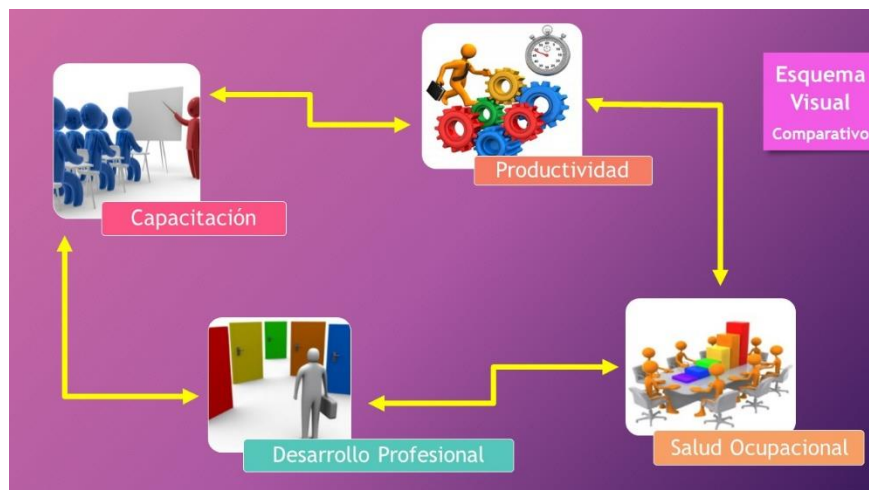 Esquema
Visual
Comparativo
Productividad
Capacitación
Desarrollo Profesional
Salud Ocupacional